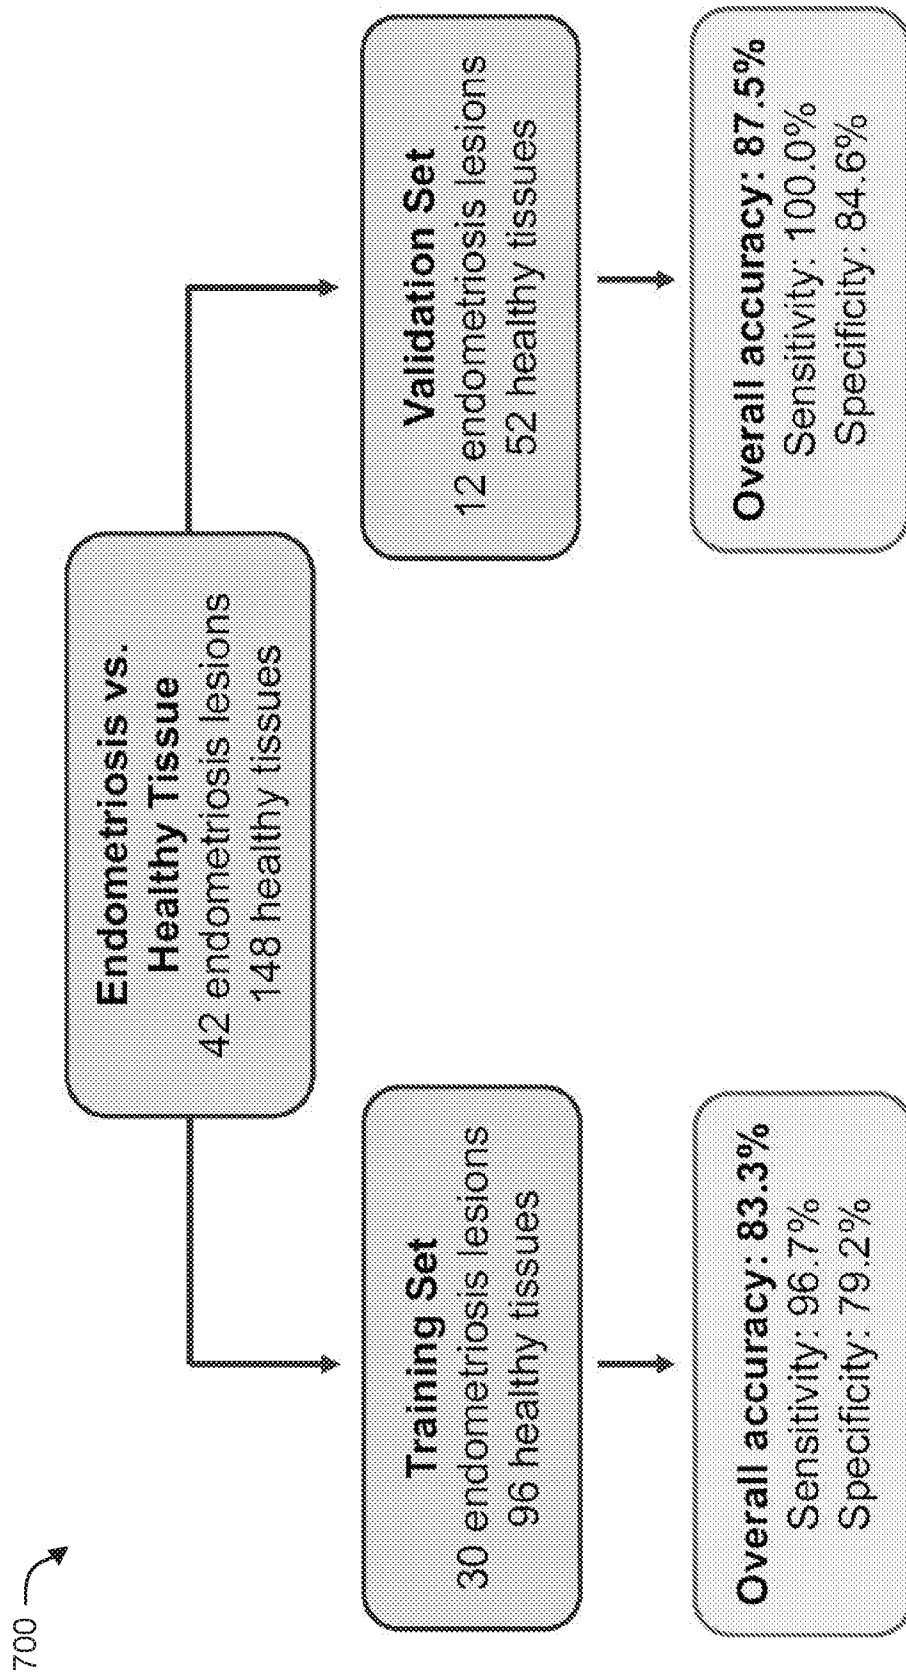 700
Endometriosis vs.
Healthy Tissue
42 endometriosis lesions
148 healthy tissues
Training Set
30 endometriosis lesions
96 healthy tissues
Validation Set
12 endometriosis lesions
52 healthy tissues
Overall accuracy: 83.3%
Sensitivity: 96.7%
Specificity: 79.2%
Overall accuracy: 87.5%
Sensitivity: 100.0%
Specificity: 84.6%